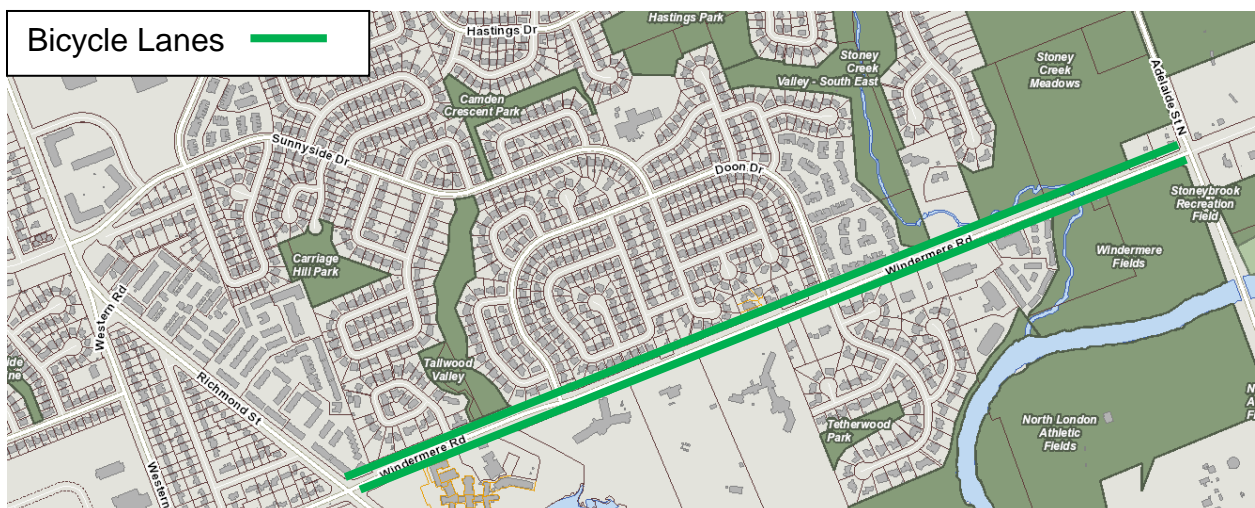 Bicycle Lanes
Hastings Park
Hastings Dr
Stoney
Creek
Valley - South East
Stoney
Creek
Meadows
Adelaide St N
Camden
Crescent Park
Sunnyside Dr
Doon Dr
Stoneybrook
Recreation
Field
Windermere
Fields
Windermere Rd
Carriage
Hill Park
Western Rd
Tallwood
Valley
Richmond St
Windermere Rd
Tetherwood
Park
North London
Athletic
Fields
Western